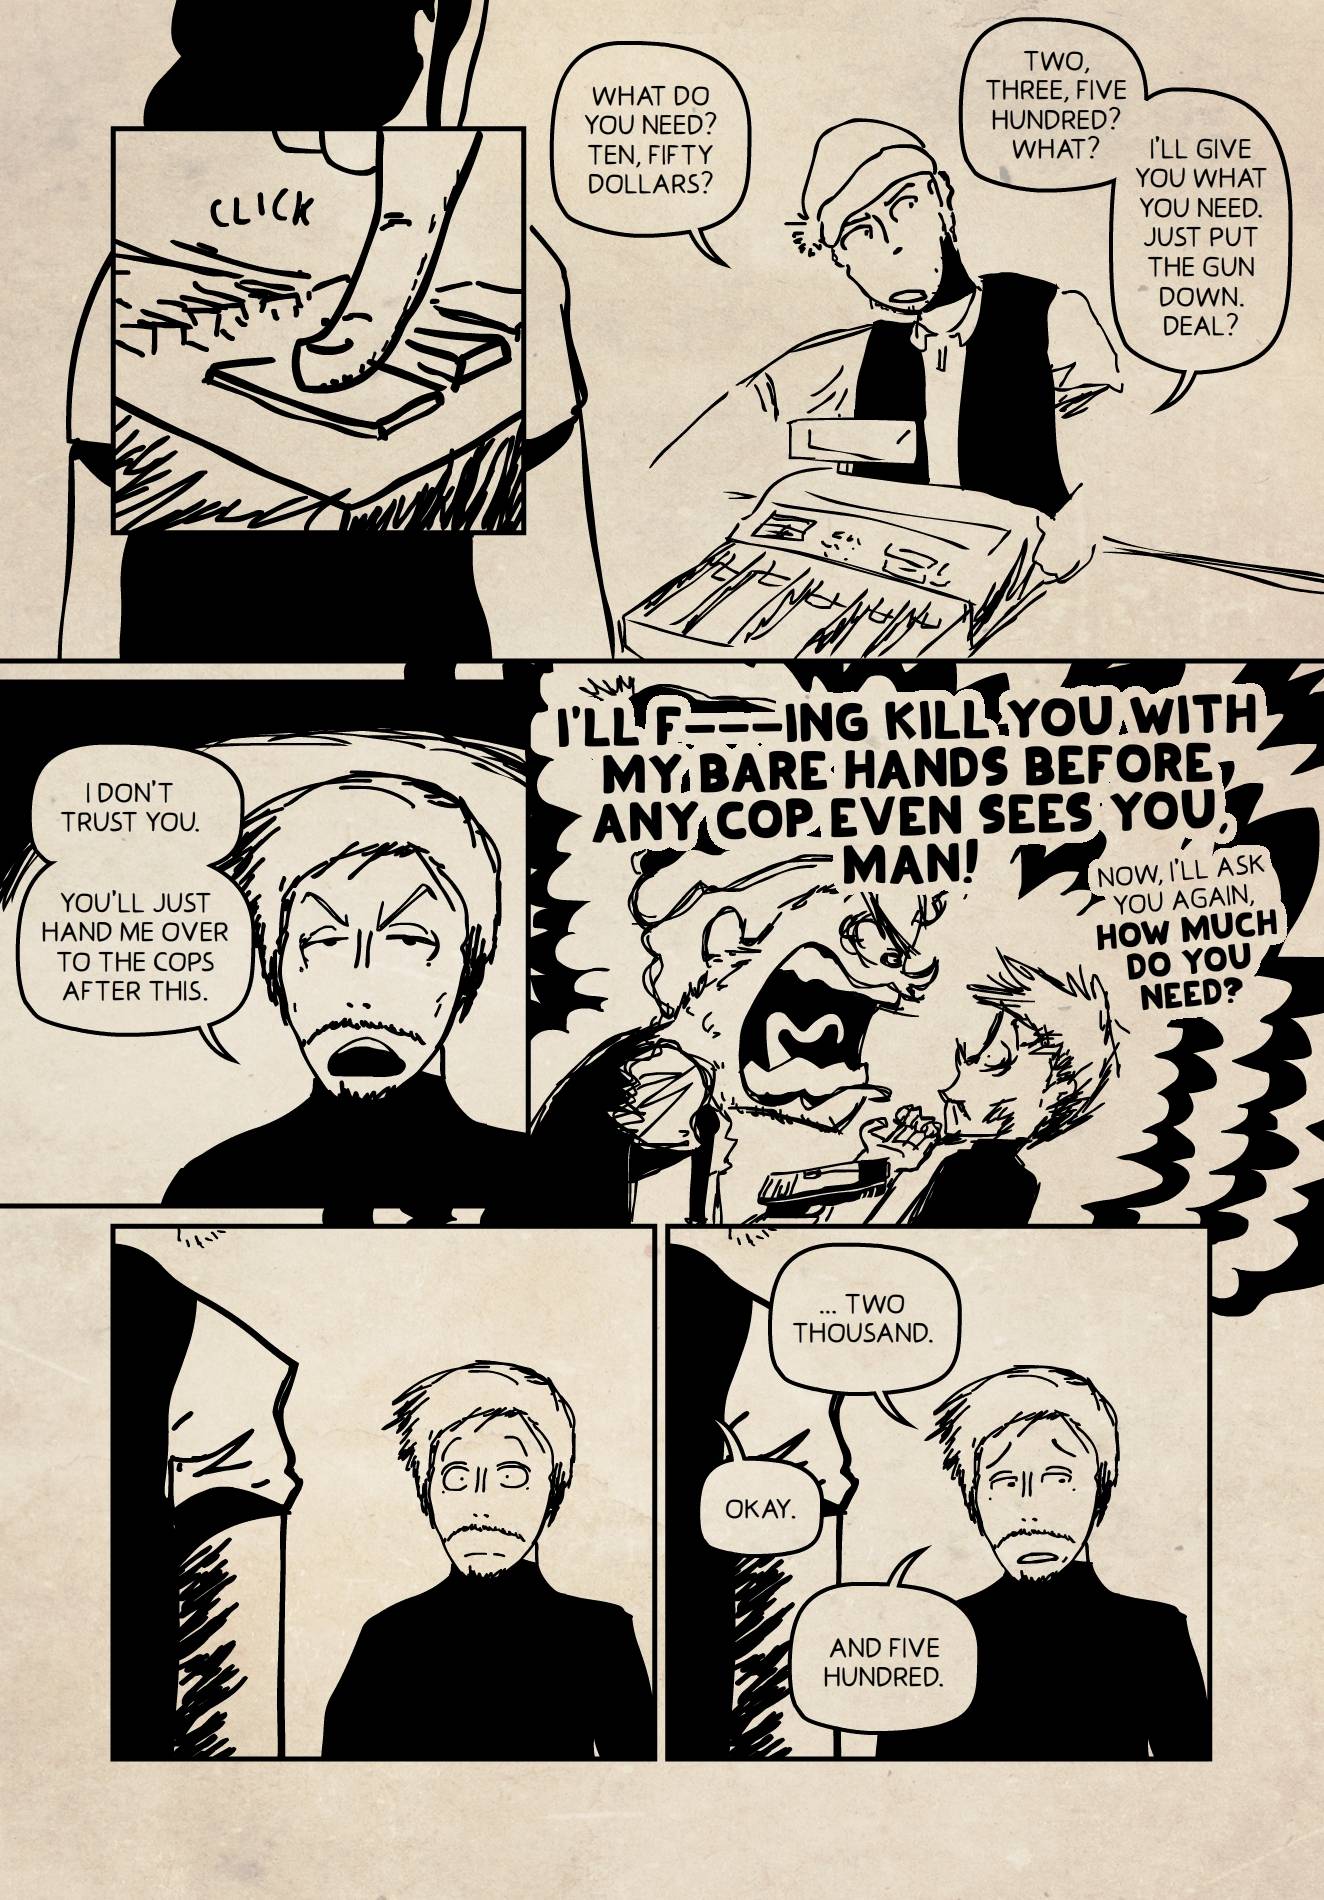 CLICK
WHAT DO
YOU NEED?
TEN, FIFTY
DOLLARS?
TWO,
THREE, FIVE
HUNDRED?
WHAT?
I'LL GIVE
YOU WHAT
YOU NEED.
JUST PUT
THE GUN
DOWN.
DEAL?
I DON'T
TRUST YOU.
YOU'LL JUST
HAND ME OVER
TO THE COPS
AFTER THIS.
I'LL F---ING KILL YOU WITH
MY BARE HANDS BEFORE,
ANY COP EVEN SEES YOU,
MAN!
NOW, I'LL ASK
YOU AGAIN,
HOW MUCH
DO YOU
NEED?
... TWO
THOUSAND.
OKAY.
AND FIVE
HUNDRED.